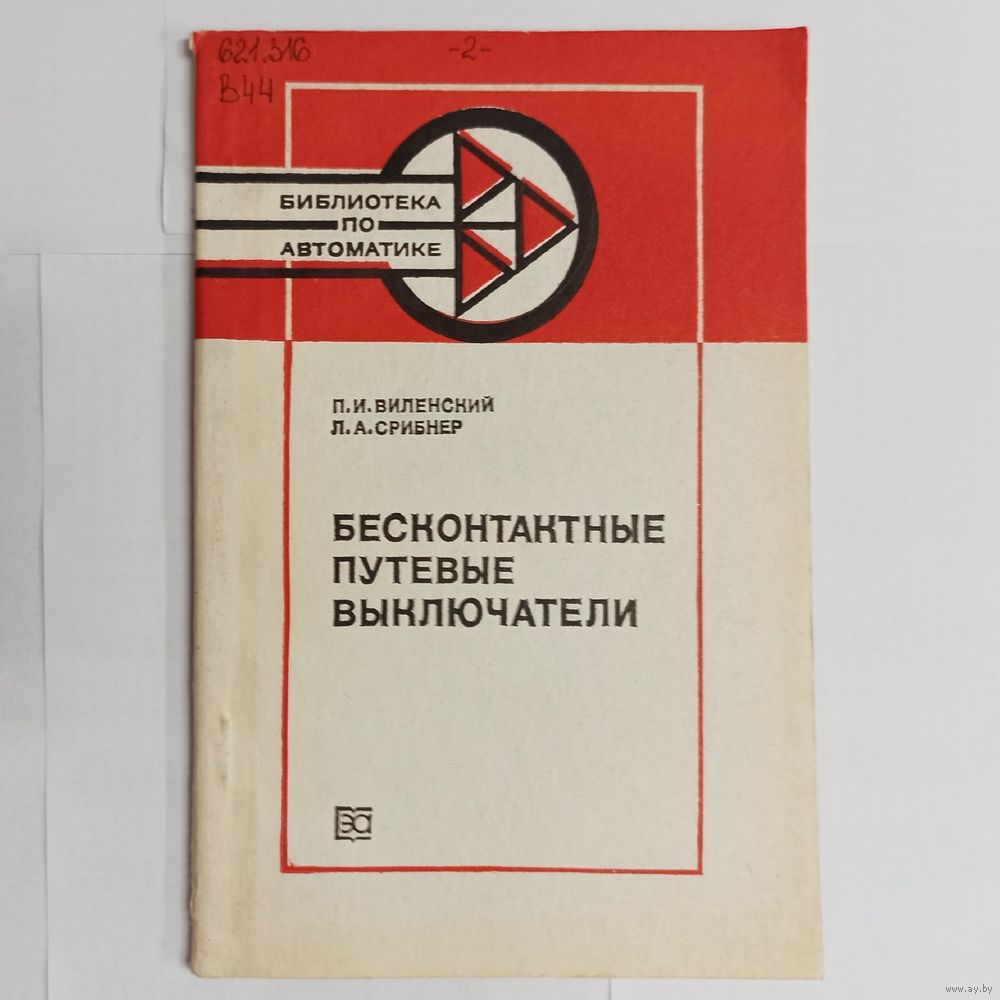 621.316
-2-
В44
БИБЛИОТЕКА
ПО
АВТОМАТИКЕ
П.И.ВИЛЕНСКИЙ
Л.А.СРИБНЕР
БЕСКОНТАКТНЫЕ
ПУТЕВЫЕ
ВЫКЛЮЧАТЕЛИ
ЭА
www.ay.by